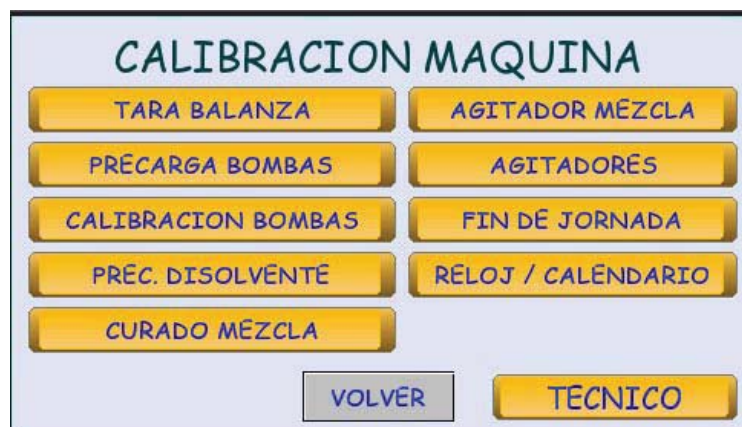 CALIBRACION MAQUINA
TARA BALANZA
AGITADOR MEZCLA
PRECARGA BOMBAS
AGITADORES
CALIBRACION BOMBAS
FIN DE JORNADA
PREC. DISOLVENTE
RELOJ / CALENDARIO
CURADO MEZCLA
VOLVER
TECNICO